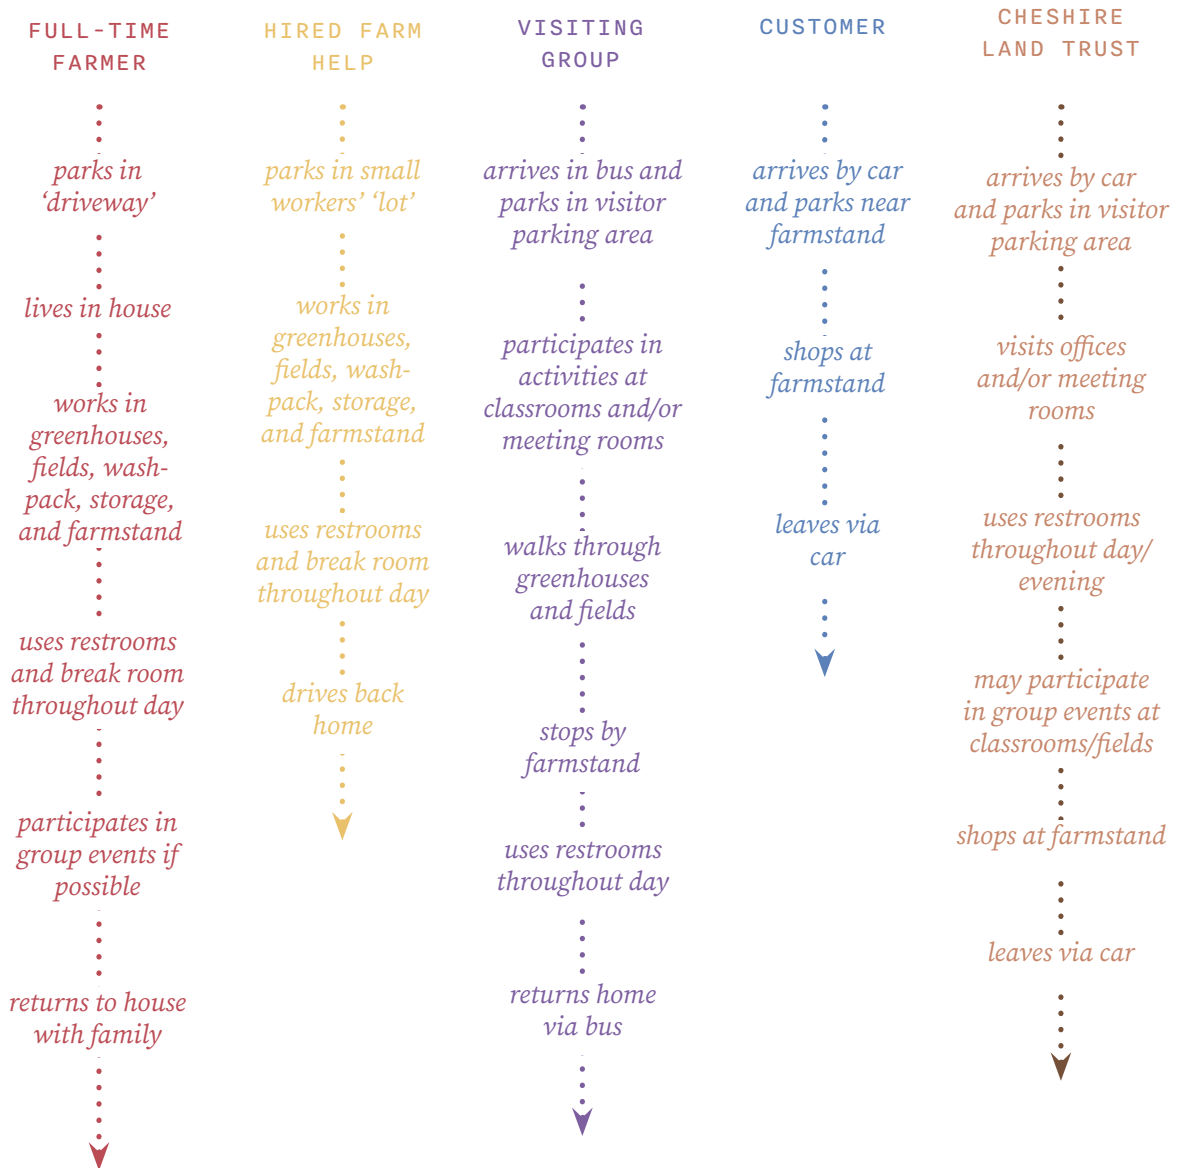 FULL-TIME
FARMER
parks in
‘driveway’
lives in house
works in
greenhouses,
fields, wash-
pack, storage,
and farmstand
uses restrooms
and break room
throughout day
participates in
group events if
possible
returns to house
with family
HIRED FARM
HELP
parks in small
workers’ ‘lot’
works in
greenhouses,
fields, wash-
pack, storage,
and farmstand
uses restrooms
and break room
throughout day
drives back
home
VISITING
GROUP
arrives in bus and
parks in visitor
parking area
participates in
activities at
classrooms and/or
meeting rooms
walks through
greenhouses
and fields
stops by
farmstand
uses restrooms
throughout day
returns home
via bus
CUSTOMER
arrives by car
and parks near
farmstand
shops at
farmstand
leaves via
car
CHESHIRE
LAND TRUST
arrives by car
and parks in visitor
parking area
visits offices
and/or meeting
rooms
uses restrooms
throughout day/
evening
may participate
in group events at
classrooms/fields
shops at farmstand
leaves via car